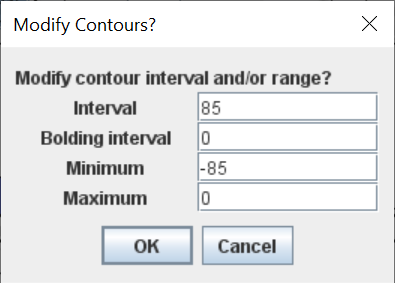 Modify Contours?
Modify contour interval and/or range?
Interval 85
Bolding interval 0
Minimum -85
Maximum 0
OK Cancel